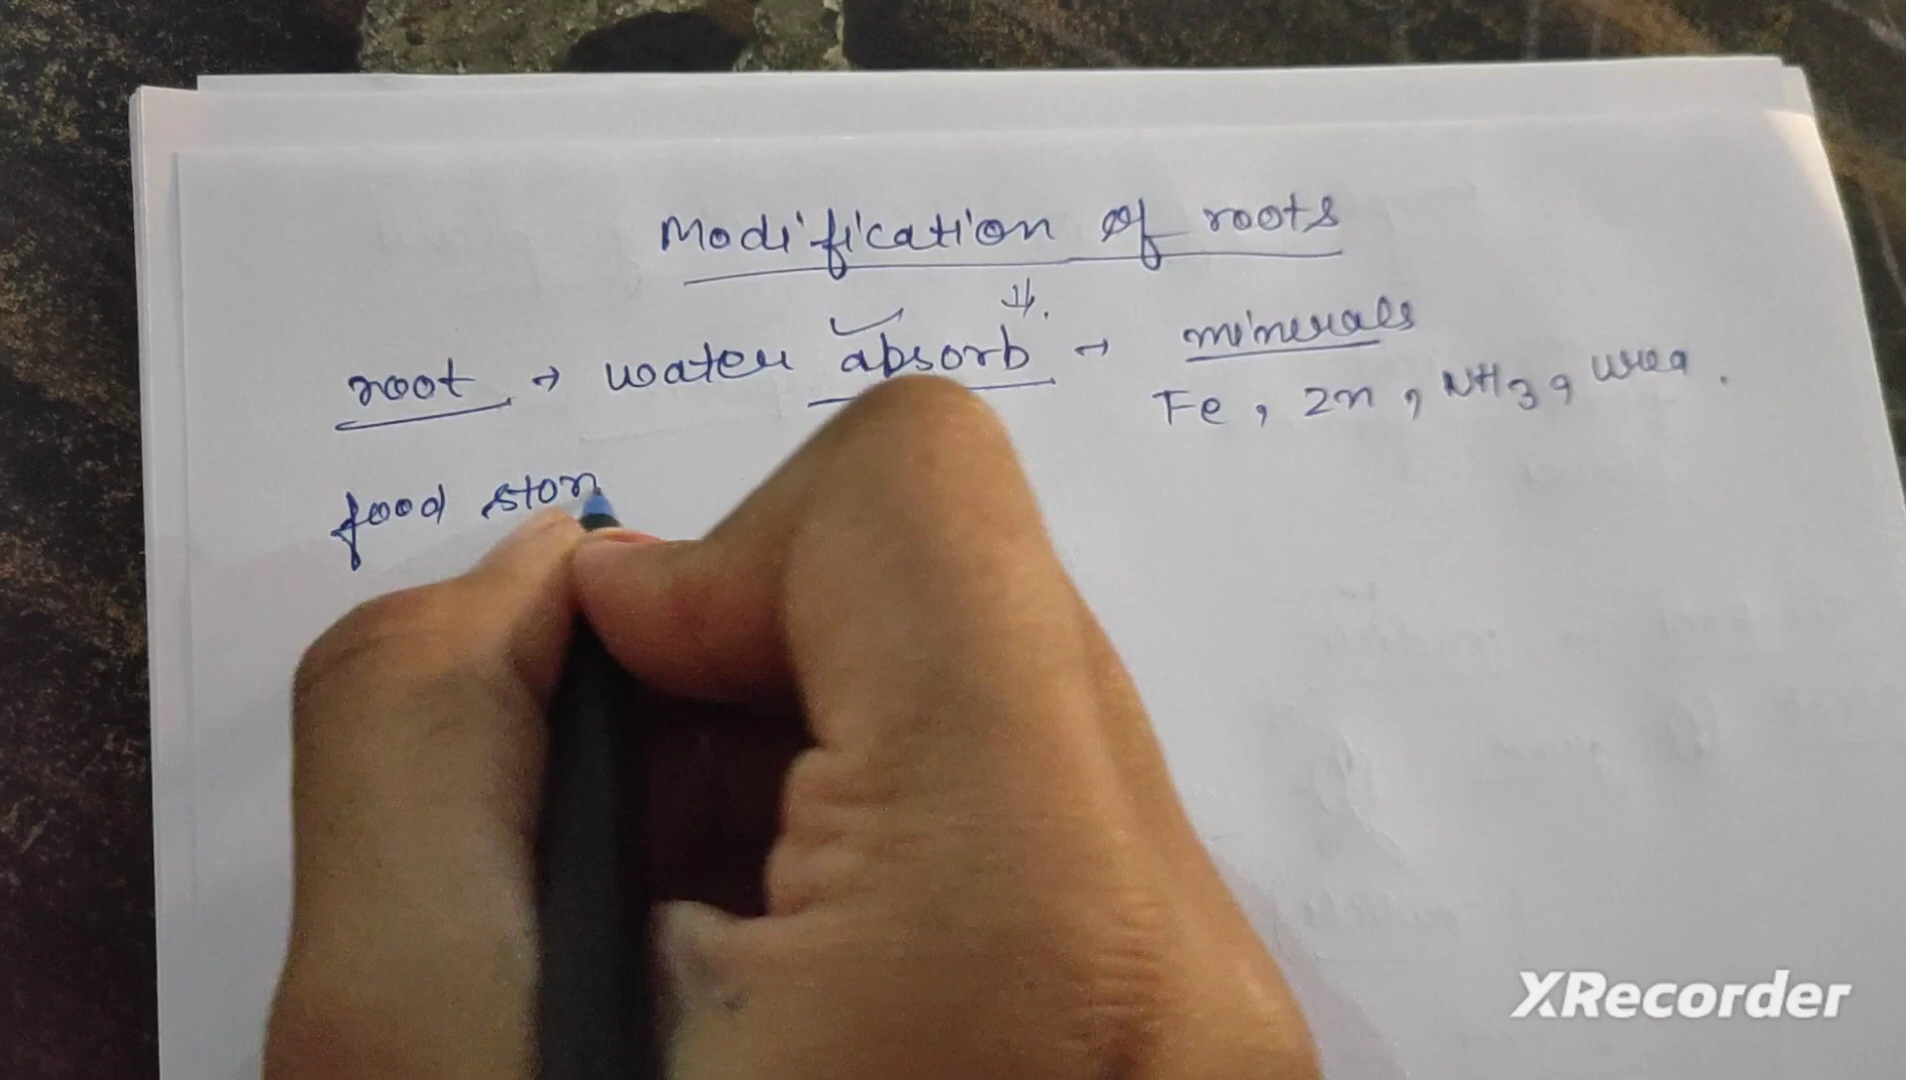 Modification of roots
root → water absorb → minerals
Fe, Zn, NH3, urea.
food stor
XRecorder